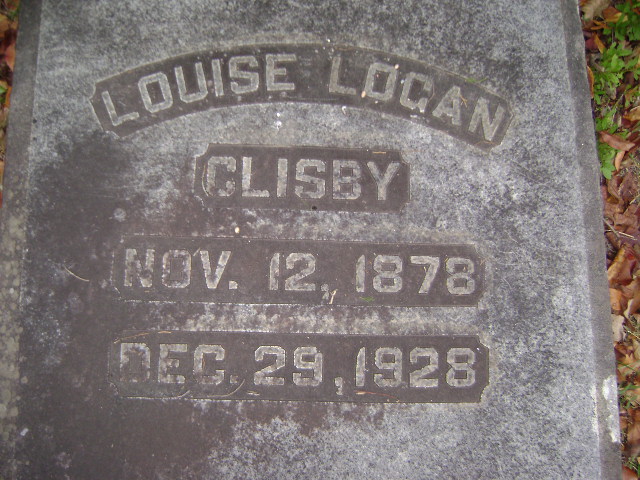 LOUISE LOGAN
CLISBY
NOV. 12, 1878
DEC. 29, 1928